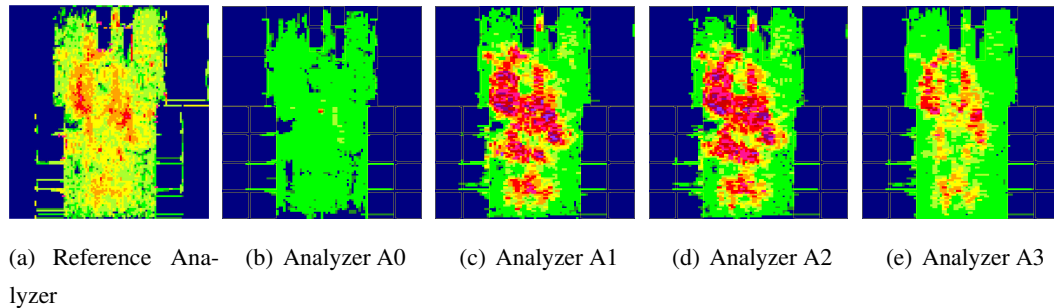 (a) Reference Ana-
lyzer
(b) Analyzer A0
(c) Analyzer A1
(d) Analyzer A2
(e) Analyzer A3